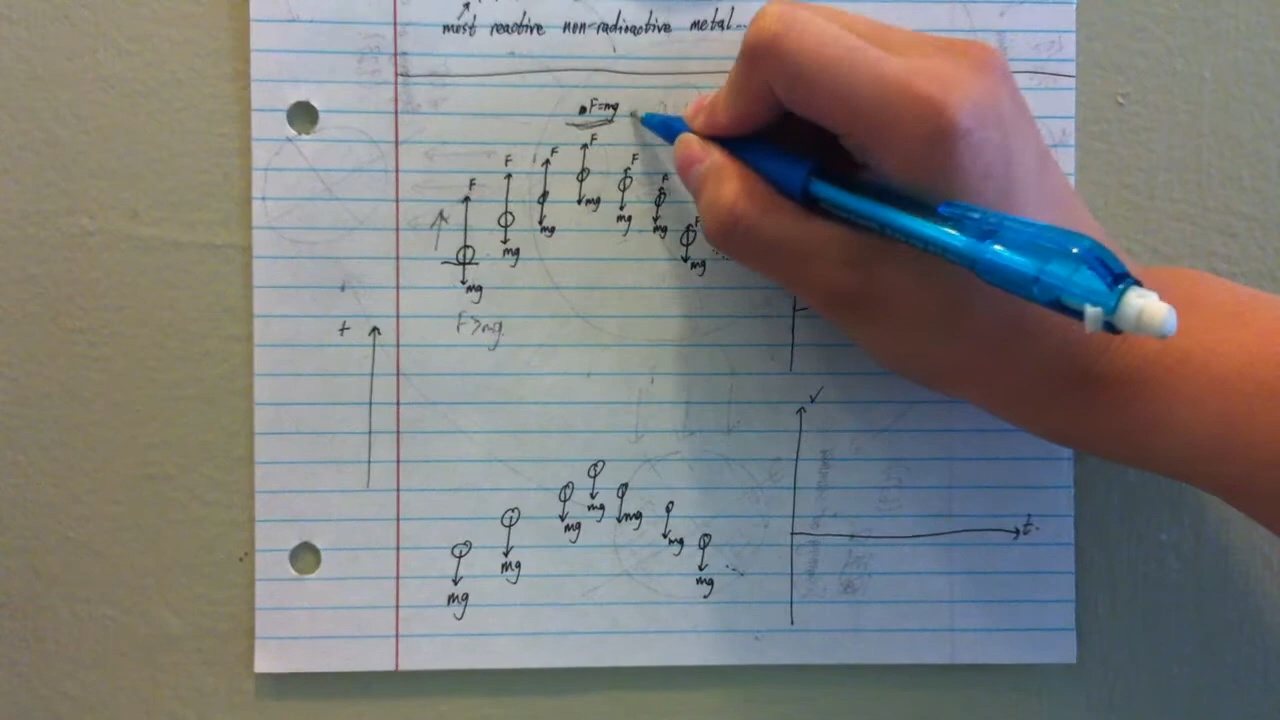 most reactive non-radioactive metal...
F=mg
F F F F F F F
mg mg mg mg mg mg mg
F>mg.
+
v
t.
mg mg mg mg mg mg mg